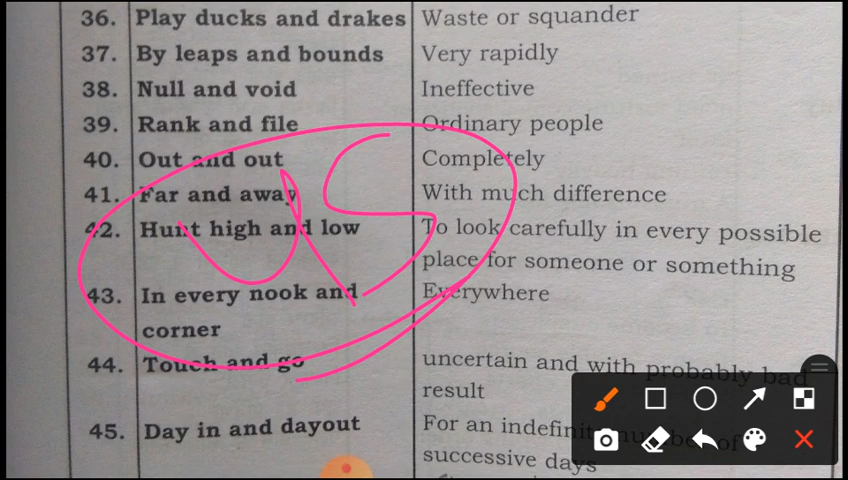 36. Play ducks and drakes Waste or squander
37. By leaps and bounds Very rapidly
38. Null and void Ineffective
39. Rank and file Ordinary people
40. Out and out Completely
41. Far and away With much difference
42. Hunt high and low To look carefully in every possible
place for someone or something
43. In every nook and Everywhere
corner
44. Touch and go uncertain and with probably bad
result
45. Day in and dayout For an indefinite number of
successive days